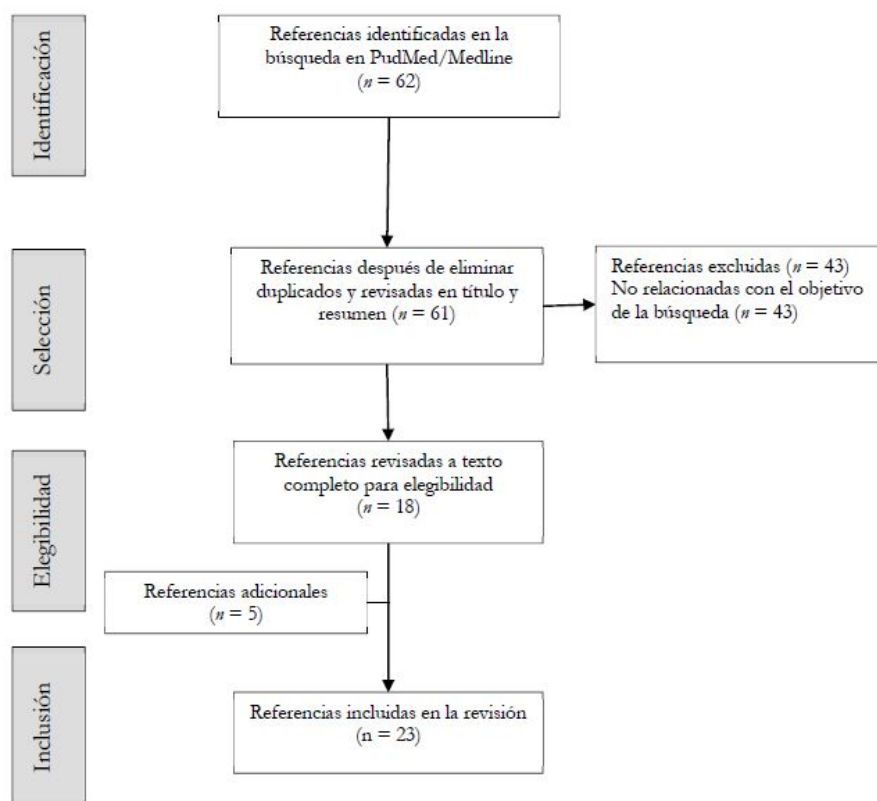 Identificación
Referencias identificadas en la
búsqueda en PudMed/Medline
(n = 62)
Selección
Referencias después de eliminar
duplicados y revisadas en título y
resumen (n = 61)
Referencias excluidas (n = 43)
No relacionadas con el objetivo
de la búsqueda (n = 43)
Elegibilidad
Referencias revisadas a texto
completo para elegibilidad
(n = 18)
Referencias adicionales
(n = 5)
Inclusión
Referencias incluidas en la revisión
(n = 23)